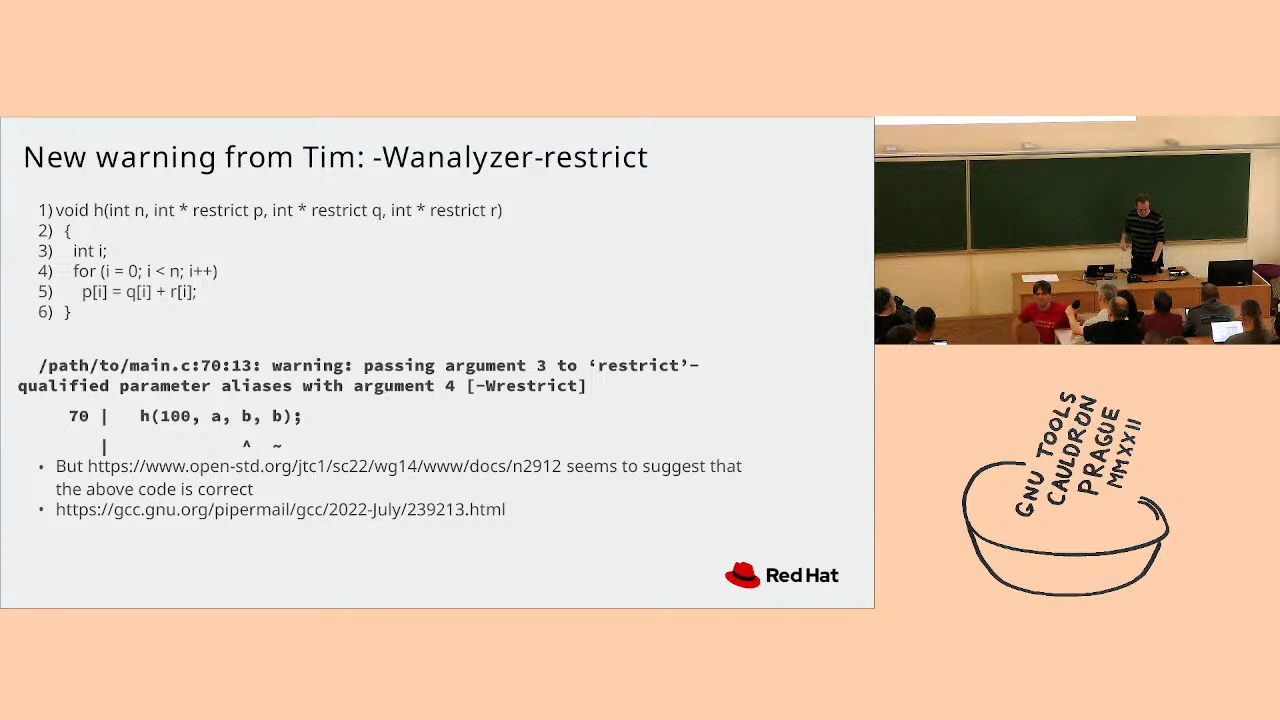 New warning from Tim: -Wanalyzer-restrict
1) void h(int n, int * restrict p, int * restrict q, int * restrict r)
2) {
3) int i;
4) for (i = 0; i < n; i++)
5) p[i] = q[i] + r[i];
6) }
/path/to/main.c:70:13: warning: passing argument 3 to ‘restrict’-
qualified parameter aliases with argument 4 [-Wrestrict]
70 | h(100, a, b, b);
| ^ ~
• But https://www.open-std.org/jtc1/sc22/wg14/www/docs/n2912 seems to suggest that
the above code is correct
• https://gcc.gnu.org/pipermail/gcc/2022-July/239213.html
Red Hat
GNU TOOLS
CAULDRON
PRAGUE
MMXXII